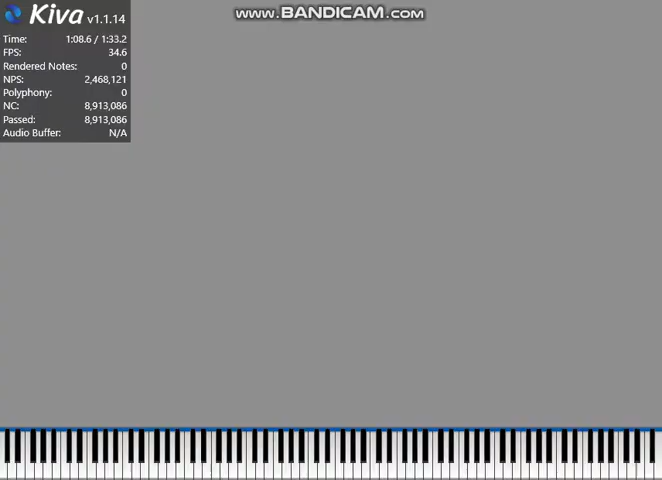 Kiva v1.1.14
www.BANDICAM.com
Time: 1:08.6 / 1:33.2
FPS: 34.6
Rendered Notes: 0
NPS: 2,468,121
Polyphony: 0
NC: 8,913,086
Passed: 8,913,086
Audio Buffer: N/A